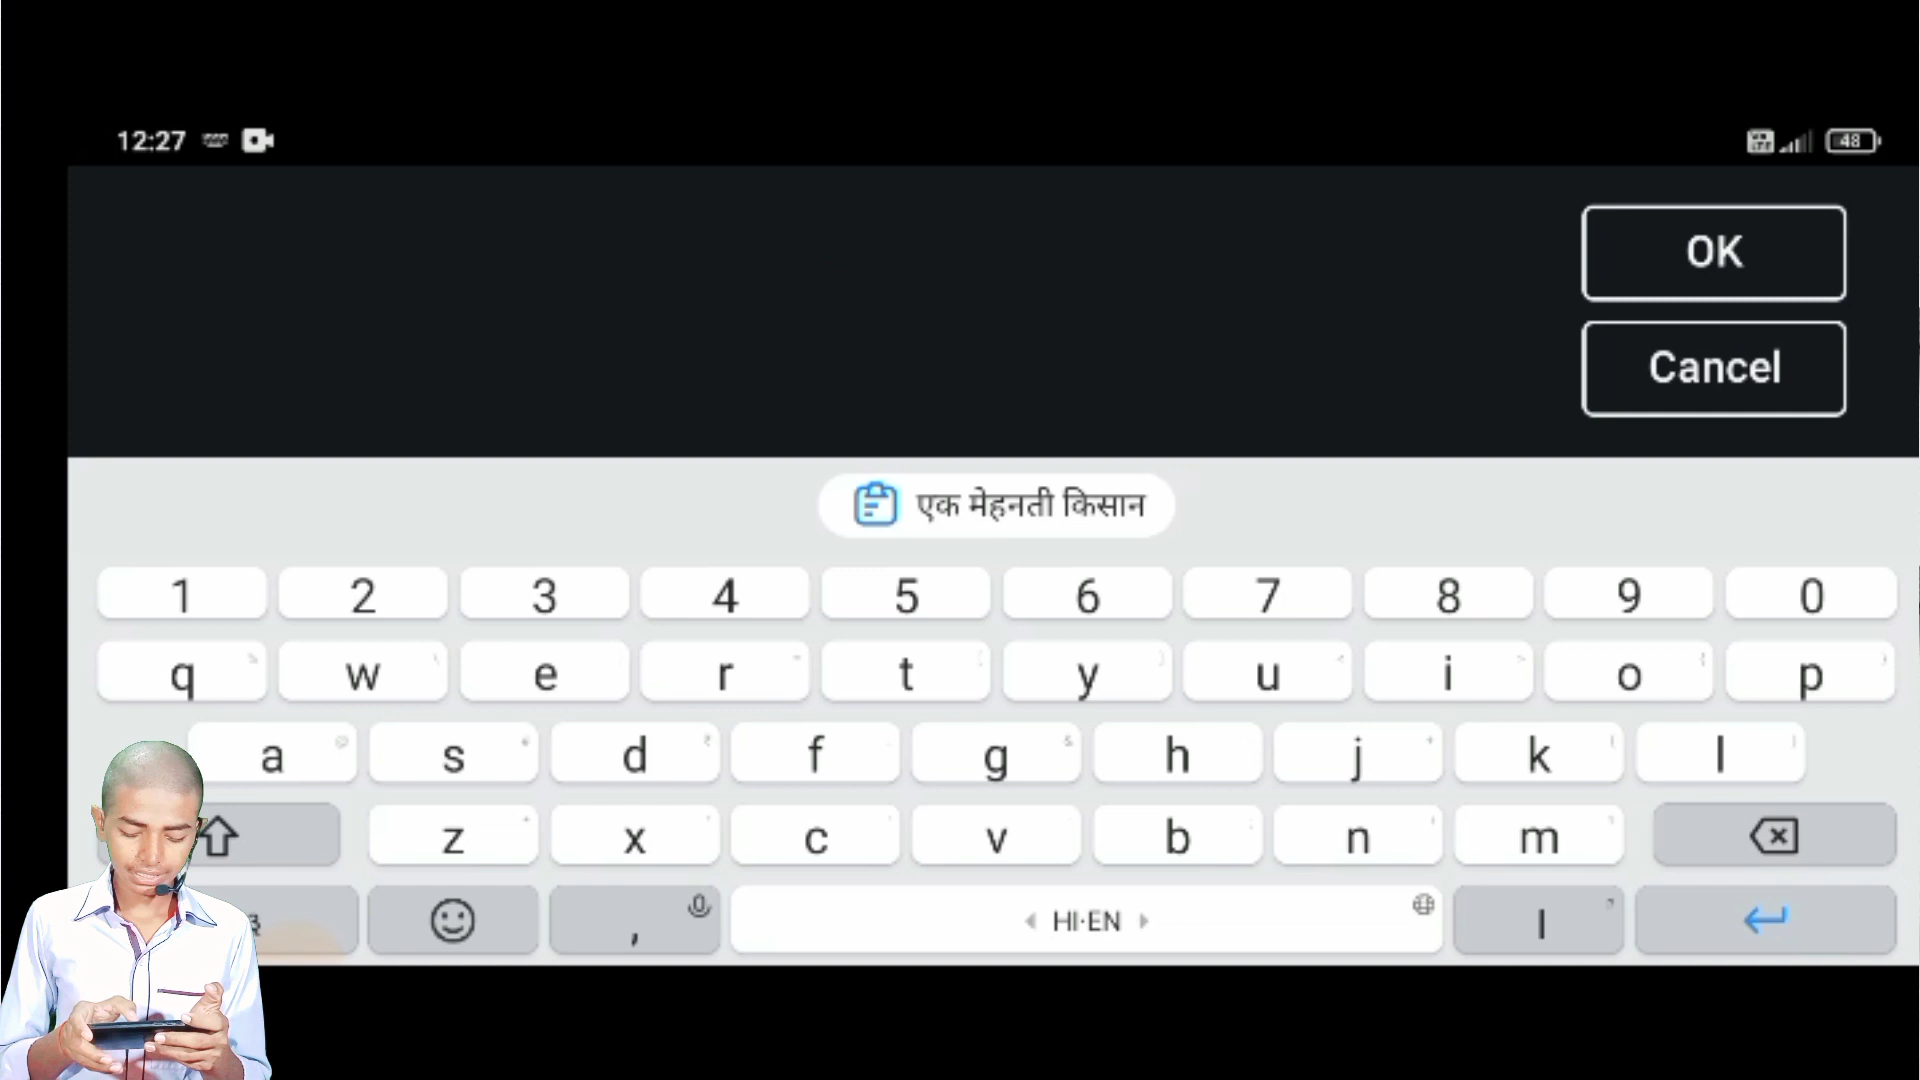 12:27
48
OK
Cancel
एक मेहनती किसान
1 2 3 4 5 6 7 8 9 0
q w e r t y u i o p
a s d f g h j k l
z x c v b n m
, HI·EN |